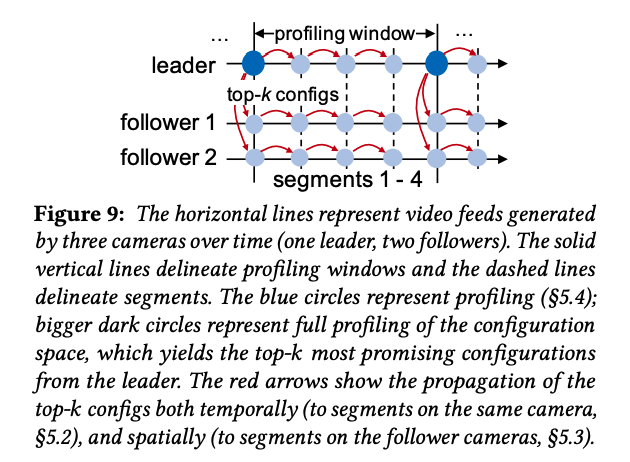 ...
profiling window
...
leader
top-k configs
follower 1
follower 2
segments 1 - 4
Figure 9: The horizontal lines represent video feeds generated
by three cameras over time (one leader, two followers). The solid
vertical lines delineate profiling windows and the dashed lines
delineate segments. The blue circles represent profiling (§5.4);
bigger dark circles represent full profiling of the configuration
space, which yields the top-k most promising configurations
from the leader. The red arrows show the propagation of the
top-k configs both temporally (to segments on the same camera,
§5.2), and spatially (to segments on the follower cameras, §5.3).